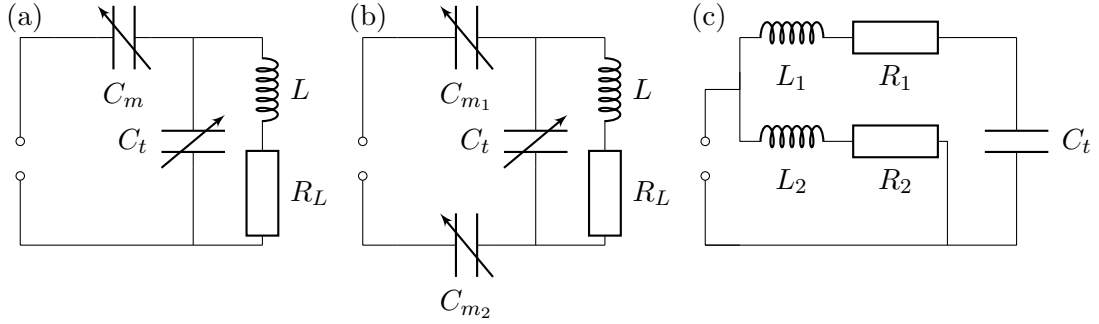 (a)
C_m
C_t
L
R_L
(b)
C_{m_1}
C_t
L
R_L
C_{m_2}
(c)
L_1
R_1
L_2
R_2
C_t